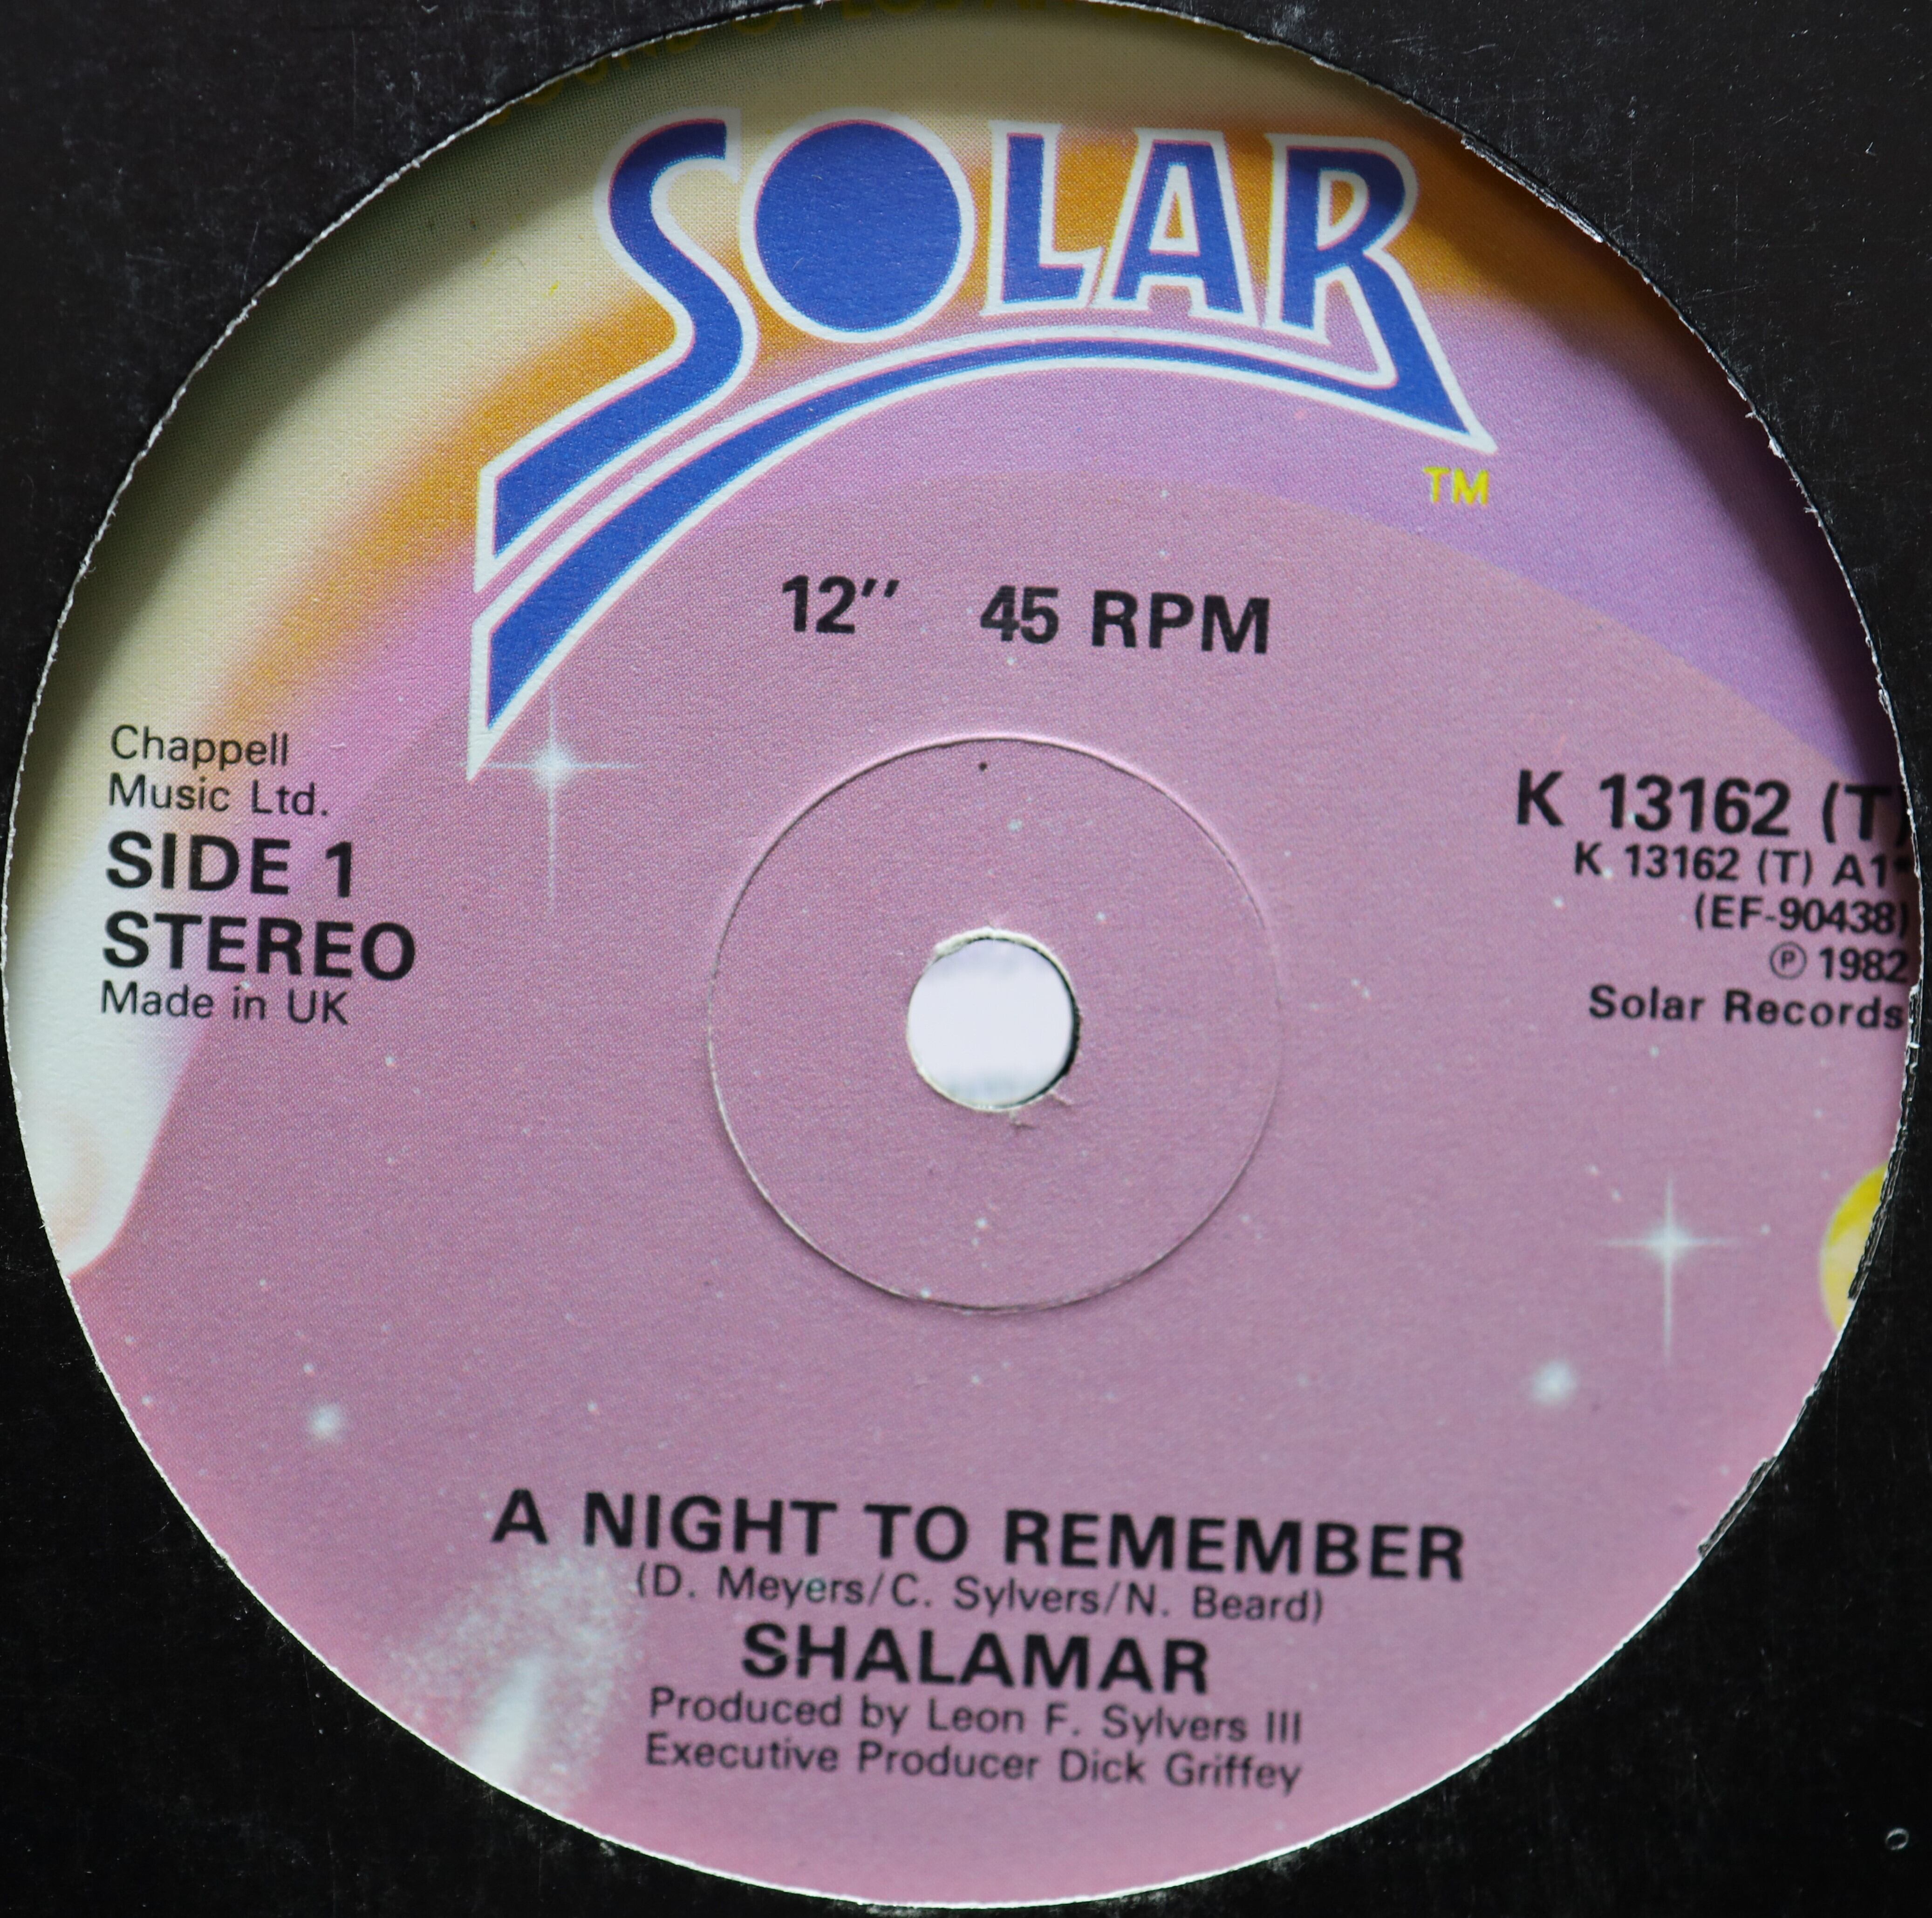 SOLAR
TM
12" 45 RPM
Chappell
Music Ltd.
SIDE 1
STEREO
Made in UK
K 13162 (T)
K 13162 (T) A1
(EF-90438)
℗ 1982
Solar Records
A NIGHT TO REMEMBER
(D. Meyers/C. Sylvers/N. Beard)
SHALAMAR
Produced by Leon F. Sylvers III
Executive Producer Dick Griffey